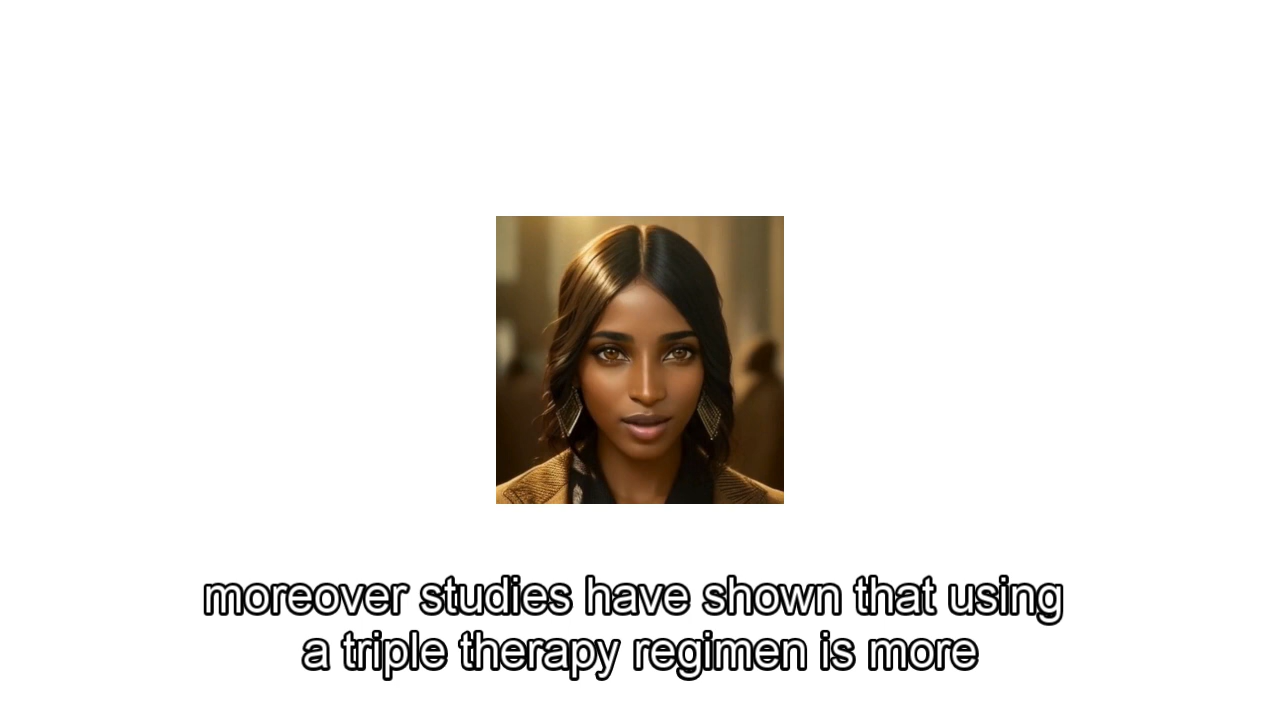 moreover studies have shown that using
a triple therapy regimen is more